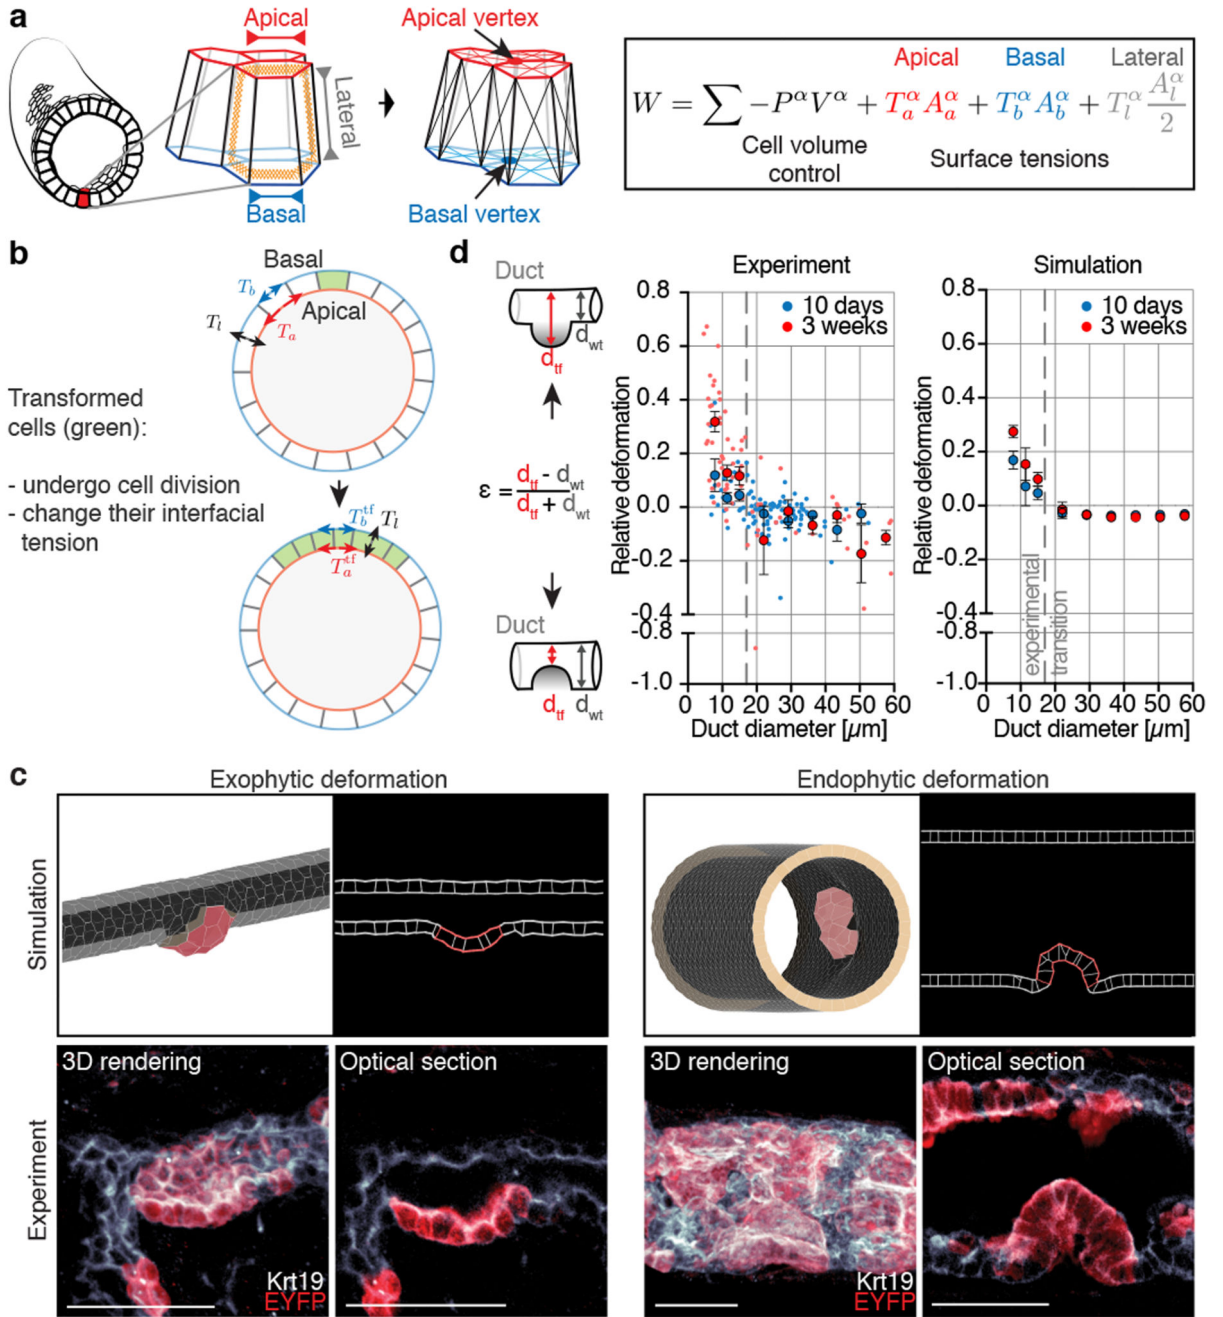 a
Apical
Lateral
Basal
Apical vertex
Basal vertex
Apical Basal Lateral
W = ∑ −P^α V^α + T_a^α A_a^α + T_b^α A_b^α + T_l^α A_l^α/2
Cell volume
control
Surface tensions
b
Basal
Apical
T_b
T_a
T_l
Transformed
cells (green):
- undergo cell division
- change their interfacial
tension
T_b^tf
T_l
T_a^tf
d
Duct
d_wt
d_tf
ε = (d_tf - d_wt)/(d_tf + d_wt)
Duct
d_wt
d_tf
Experiment
10 days
3 weeks
Relative deformation
0.8
0.6
0.4
0.2
0.0
-0.2
-0.4
-0.8
-1.0
0 10 20 30 40 50 60
Duct diameter [µm]
Simulation
10 days
3 weeks
Relative deformation
0.8
0.6
0.4
0.2
0.0
-0.2
-0.4
-0.8
-1.0
experimental
transition
0 10 20 30 40 50 60
Duct diameter [µm]
c
Exophytic deformation
Endophytic deformation
Simulation
Experiment
3D rendering
Krt19
EYFP
Optical section
3D rendering
Krt19
EYFP
Optical section